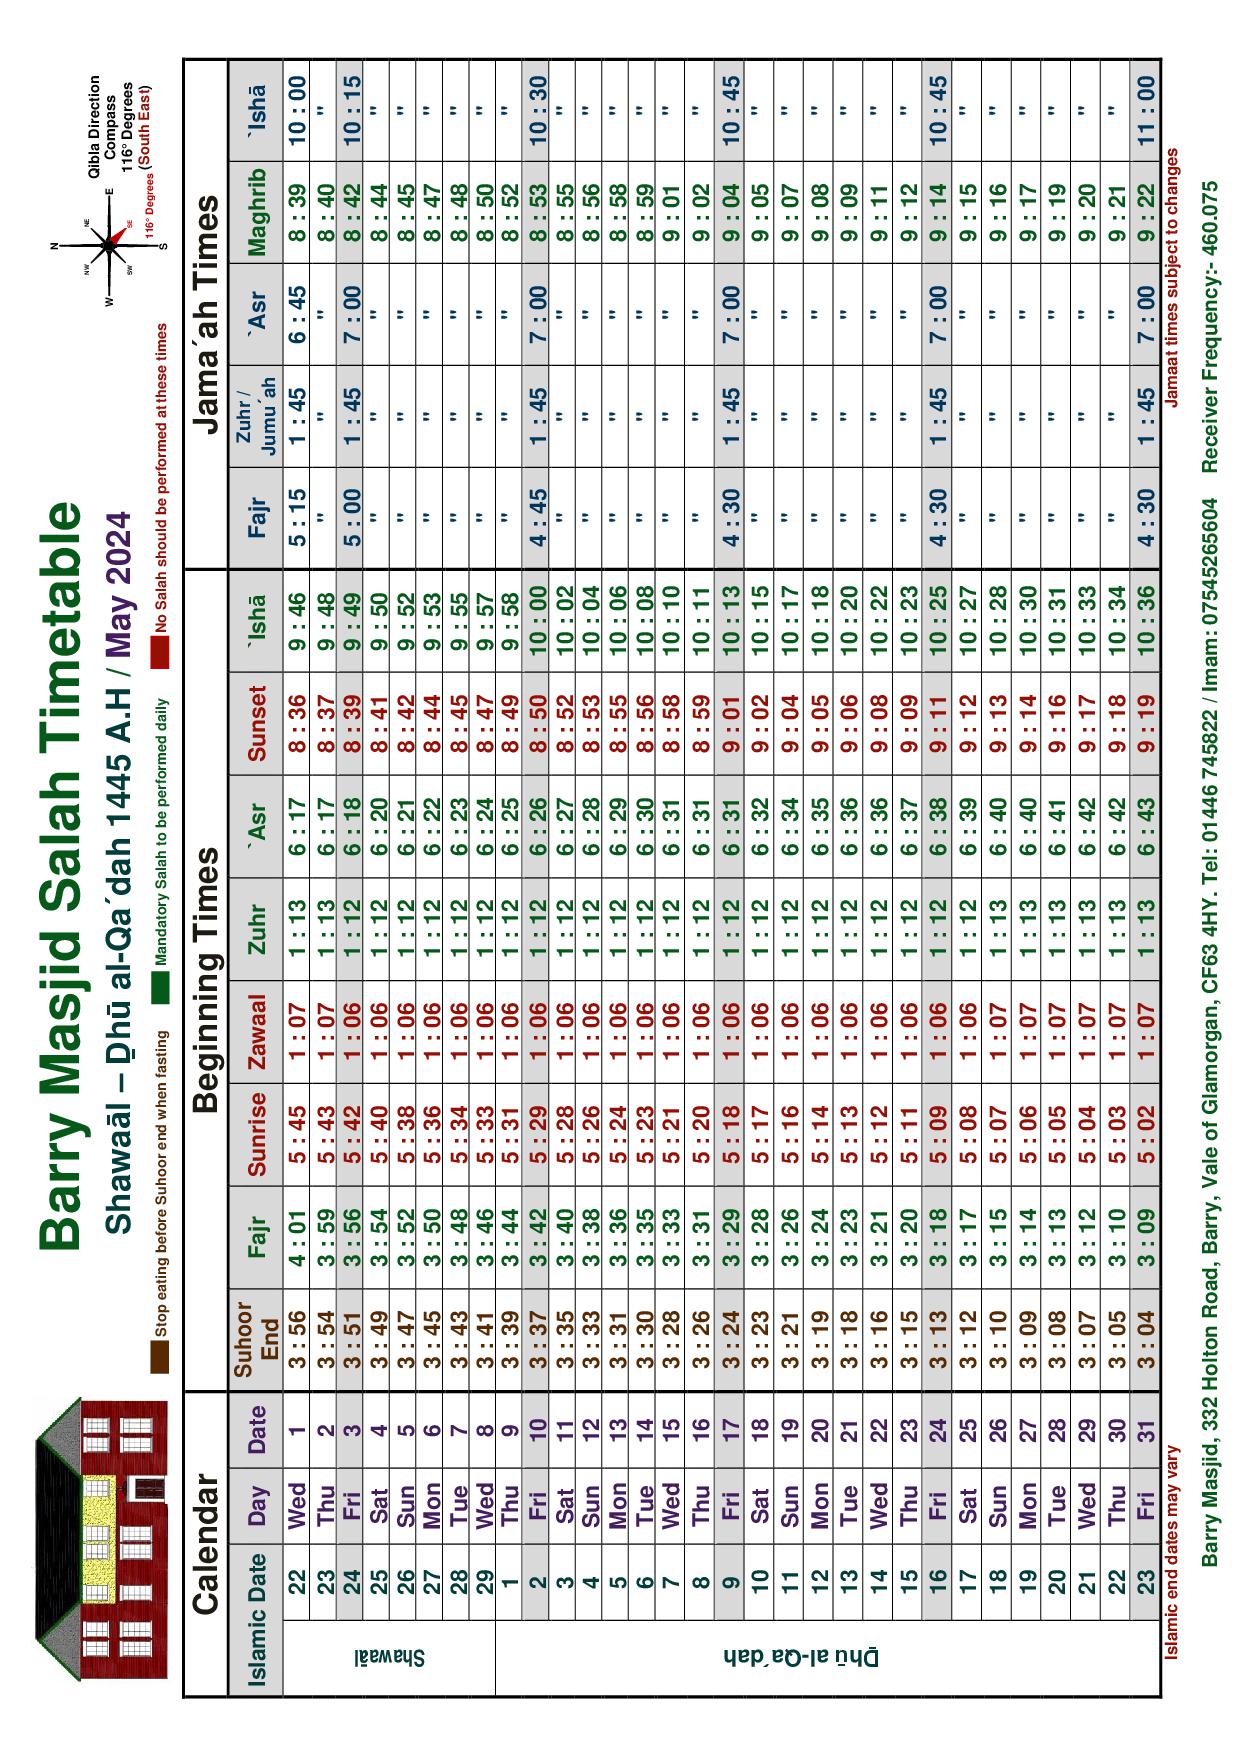 Barry Masjid Salah Timetable
Shawaāl – Ḏhū al-Qa´dah 1445 A.H / May 2024
Stop eating before Suhoor end when fasting Mandatory Salah to be performed daily No Salah should be performed at these times
N
NW NE
W E
SW SE
S
116° Degrees
Qibla Direction
Compass
116° Degrees
(South East)
Calendar Beginning Times Jama´ah Times
Islamic Date Day Date Suhoor End Fajr Sunrise Zawaal Zuhr `Asr Sunset `Ishā Fajr Zuhr / Jumu´ah `Asr Maghrib `Ishā
Shawaāl
22 Wed 1 3 : 56 4 : 01 5 : 45 1 : 07 1 : 13 6 : 17 8 : 36 9 : 46 5 : 15 1 : 45 6 : 45 8 : 39 10 : 00
23 Thu 2 3 : 54 3 : 59 5 : 43 1 : 07 1 : 13 6 : 17 8 : 37 9 : 48 " " " 8 : 40 "
24 Fri 3 3 : 51 3 : 56 5 : 42 1 : 06 1 : 12 6 : 18 8 : 39 9 : 49 5 : 00 1 : 45 7 : 00 8 : 42 10 : 15
25 Sat 4 3 : 49 3 : 54 5 : 40 1 : 06 1 : 12 6 : 20 8 : 41 9 : 50 " " " 8 : 44 "
26 Sun 5 3 : 47 3 : 52 5 : 38 1 : 06 1 : 12 6 : 21 8 : 42 9 : 52 " " " 8 : 45 "
27 Mon 6 3 : 45 3 : 50 5 : 36 1 : 06 1 : 12 6 : 22 8 : 44 9 : 53 " " " 8 : 47 "
28 Tue 7 3 : 43 3 : 48 5 : 34 1 : 06 1 : 12 6 : 23 8 : 45 9 : 55 " " " 8 : 48 "
29 Wed 8 3 : 41 3 : 46 5 : 33 1 : 06 1 : 12 6 : 24 8 : 47 9 : 57 " " " 8 : 50 "
Ḏhū al-Qa´dah
1 Thu 9 3 : 39 3 : 44 5 : 31 1 : 06 1 : 12 6 : 25 8 : 49 9 : 58 " " " 8 : 52 "
2 Fri 10 3 : 37 3 : 42 5 : 29 1 : 06 1 : 12 6 : 26 8 : 50 10 : 00 4 : 45 1 : 45 7 : 00 8 : 53 10 : 30
3 Sat 11 3 : 35 3 : 40 5 : 28 1 : 06 1 : 12 6 : 27 8 : 52 10 : 02 " " " 8 : 55 "
4 Sun 12 3 : 33 3 : 38 5 : 26 1 : 06 1 : 12 6 : 28 8 : 53 10 : 04 " " " 8 : 56 "
5 Mon 13 3 : 31 3 : 36 5 : 24 1 : 06 1 : 12 6 : 29 8 : 55 10 : 06 " " " 8 : 58 "
6 Tue 14 3 : 30 3 : 35 5 : 23 1 : 06 1 : 12 6 : 30 8 : 56 10 : 08 " " " 8 : 59 "
7 Wed 15 3 : 28 3 : 33 5 : 21 1 : 06 1 : 12 6 : 31 8 : 58 10 : 10 " " " 9 : 01 "
8 Thu 16 3 : 26 3 : 31 5 : 20 1 : 06 1 : 12 6 : 31 8 : 59 10 : 11 " " " 9 : 02 "
9 Fri 17 3 : 24 3 : 29 5 : 18 1 : 06 1 : 12 6 : 31 9 : 01 10 : 13 4 : 30 1 : 45 7 : 00 9 : 04 10 : 45
10 Sat 18 3 : 23 3 : 28 5 : 17 1 : 06 1 : 12 6 : 32 9 : 02 10 : 15 " " " 9 : 05 "
11 Sun 19 3 : 21 3 : 26 5 : 16 1 : 06 1 : 12 6 : 34 9 : 04 10 : 17 " " " 9 : 07 "
12 Mon 20 3 : 19 3 : 24 5 : 14 1 : 06 1 : 12 6 : 35 9 : 05 10 : 18 " " " 9 : 08 "
13 Tue 21 3 : 18 3 : 23 5 : 13 1 : 06 1 : 12 6 : 36 9 : 06 10 : 20 " " " 9 : 09 "
14 Wed 22 3 : 16 3 : 21 5 : 12 1 : 06 1 : 12 6 : 36 9 : 08 10 : 22 " " " 9 : 11 "
15 Thu 23 3 : 15 3 : 20 5 : 11 1 : 06 1 : 12 6 : 37 9 : 09 10 : 23 " " " 9 : 12 "
16 Fri 24 3 : 13 3 : 18 5 : 09 1 : 06 1 : 12 6 : 38 9 : 11 10 : 25 4 : 30 1 : 45 7 : 00 9 : 14 10 : 45
17 Sat 25 3 : 12 3 : 17 5 : 08 1 : 06 1 : 12 6 : 39 9 : 12 10 : 27 " " " 9 : 15 "
18 Sun 26 3 : 10 3 : 15 5 : 07 1 : 07 1 : 13 6 : 40 9 : 13 10 : 28 " " " 9 : 16 "
19 Mon 27 3 : 09 3 : 14 5 : 06 1 : 07 1 : 13 6 : 40 9 : 14 10 : 30 " " " 9 : 17 "
20 Tue 28 3 : 08 3 : 13 5 : 05 1 : 07 1 : 13 6 : 41 9 : 16 10 : 31 " " " 9 : 19 "
21 Wed 29 3 : 07 3 : 12 5 : 04 1 : 07 1 : 13 6 : 42 9 : 17 10 : 33 " " " 9 : 20 "
22 Thu 30 3 : 05 3 : 10 5 : 03 1 : 07 1 : 13 6 : 42 9 : 18 10 : 34 " " " 9 : 21 "
23 Fri 31 3 : 04 3 : 09 5 : 02 1 : 07 1 : 13 6 : 43 9 : 19 10 : 36 4 : 30 1 : 45 7 : 00 9 : 22 11 : 00
Islamic end dates may vary Jamaat times subject to changes
Barry Masjid, 332 Holton Road, Barry, Vale of Glamorgan, CF63 4HY. Tel: 01446 745822 / Imam: 07545265604 Receiver Frequency:- 460.075